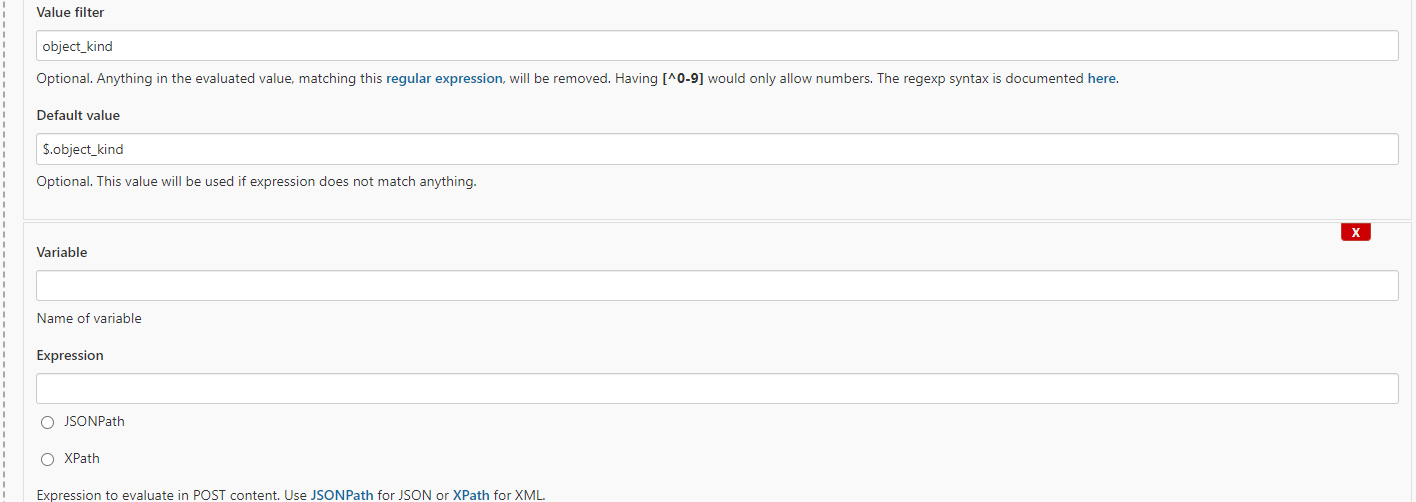 Value filter
object_kind
Optional. Anything in the evaluated value, matching this regular expression, will be removed. Having [^0-9] would only allow numbers. The regexp syntax is documented here.
Default value
$.object_kind
Optional. This value will be used if expression does not match anything.
X
Variable
Name of variable
Expression
JSONPath
XPath
Expression to evaluate in POST content. Use JSONPath for JSON or XPath for XML.